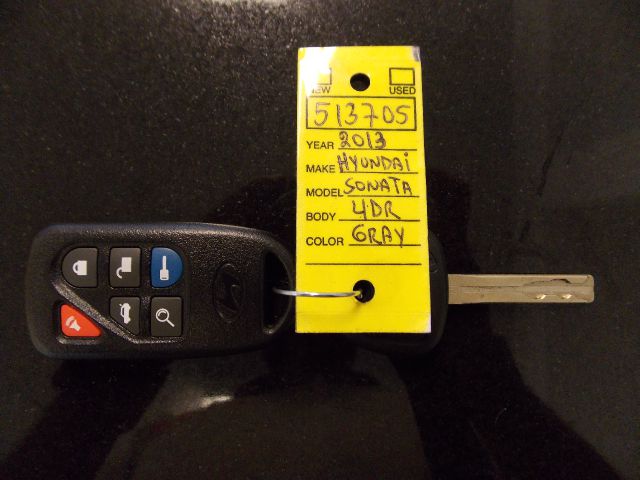 NEW USED
513705
YEAR 2013
MAKE HYUNDAI
MODEL SONATA
BODY 4DR
COLOR GRAY